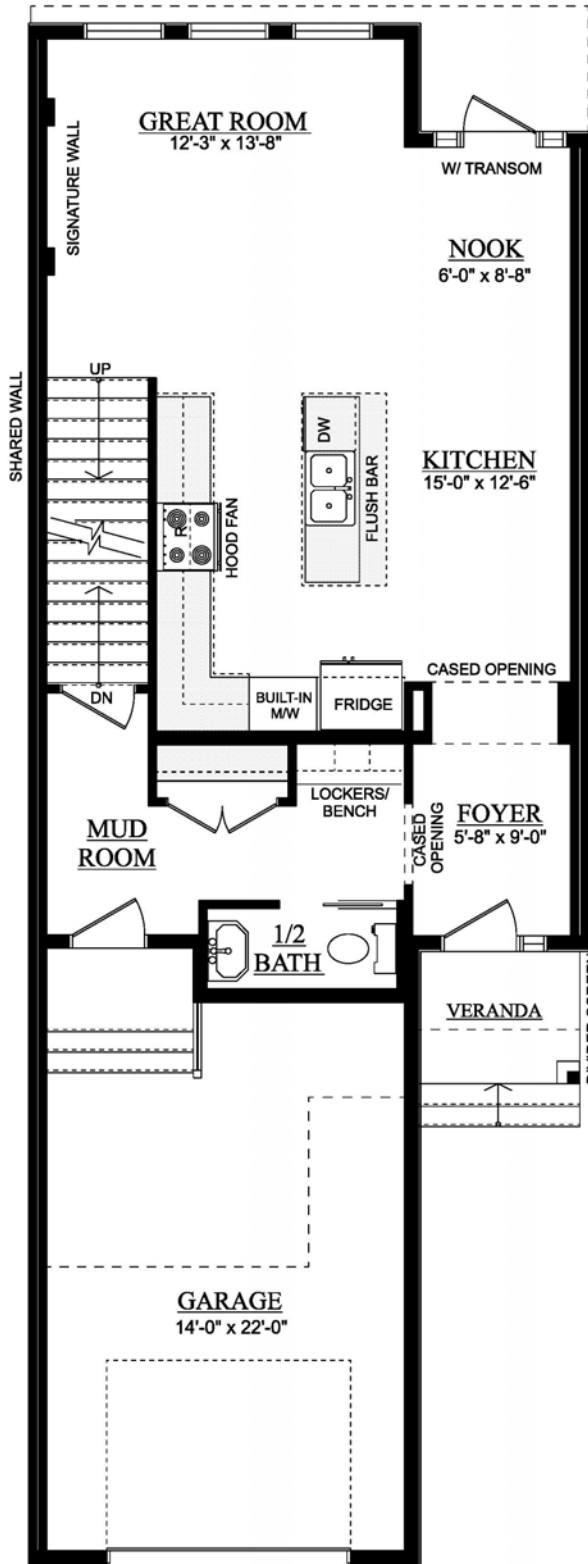 GREAT ROOM
12'-3" x 13'-8"
SIGNATURE WALL
W/ TRANSOM
NOOK
6'-0" x 8'-8"
SHARED WALL
UP
DW
KITCHEN
15'-0" x 12'-6"
FLUSH BAR
R
HOOD FAN
DN
BUILT-IN
M/W
FRIDGE
CASED OPENING
LOCKERS/
BENCH
CASED
OPENING
FOYER
5'-8" x 9'-0"
MUD
ROOM
1/2
BATH
VERANDA
GARAGE
14'-0" x 22'-0"